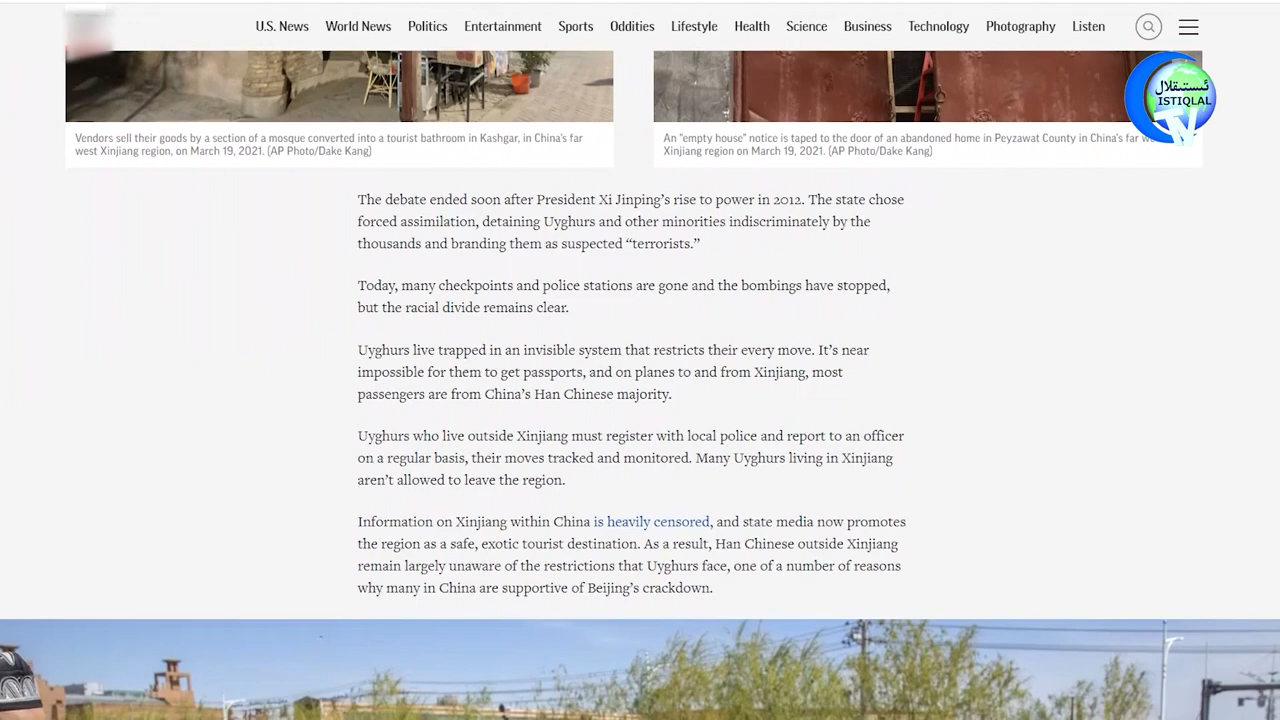 U.S. News World News Politics Entertainment Sports Oddities Lifestyle Health Science Business Technology Photography Listen
ئىستىقلال
ISTIQLAL
TV
Vendors sell their goods by a section of a mosque converted into a tourist bathroom in Kashgar, in China's far
west Xinjiang region, on March 19, 2021. (AP Photo/Dake Kang)
An "empty house" notice is taped to the door of an abandoned home in Peyzawat County in China's far
Xinjiang region on March 19, 2021. (AP Photo/Dake Kang)
The debate ended soon after President Xi Jinping’s rise to power in 2012. The state chose
forced assimilation, detaining Uyghurs and other minorities indiscriminately by the
thousands and branding them as suspected “terrorists.”
Today, many checkpoints and police stations are gone and the bombings have stopped,
but the racial divide remains clear.
Uyghurs live trapped in an invisible system that restricts their every move. It’s near
impossible for them to get passports, and on planes to and from Xinjiang, most
passengers are from China’s Han Chinese majority.
Uyghurs who live outside Xinjiang must register with local police and report to an officer
on a regular basis, their moves tracked and monitored. Many Uyghurs living in Xinjiang
aren’t allowed to leave the region.
Information on Xinjiang within China is heavily censored, and state media now promotes
the region as a safe, exotic tourist destination. As a result, Han Chinese outside Xinjiang
remain largely unaware of the restrictions that Uyghurs face, one of a number of reasons
why many in China are supportive of Beijing’s crackdown.